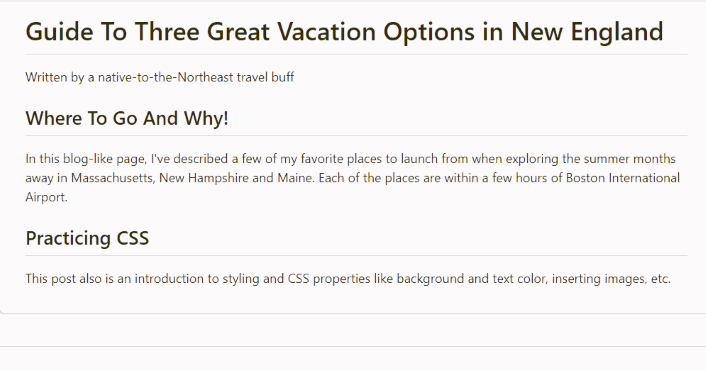 Guide To Three Great Vacation Options in New England
Written by a native-to-the-Northeast travel buff
Where To Go And Why!
In this blog-like page, I've described a few of my favorite places to launch from when exploring the summer months
away in Massachusetts, New Hampshire and Maine. Each of the places are within a few hours of Boston International
Airport.
Practicing CSS
This post also is an introduction to styling and CSS properties like background and text color, inserting images, etc.